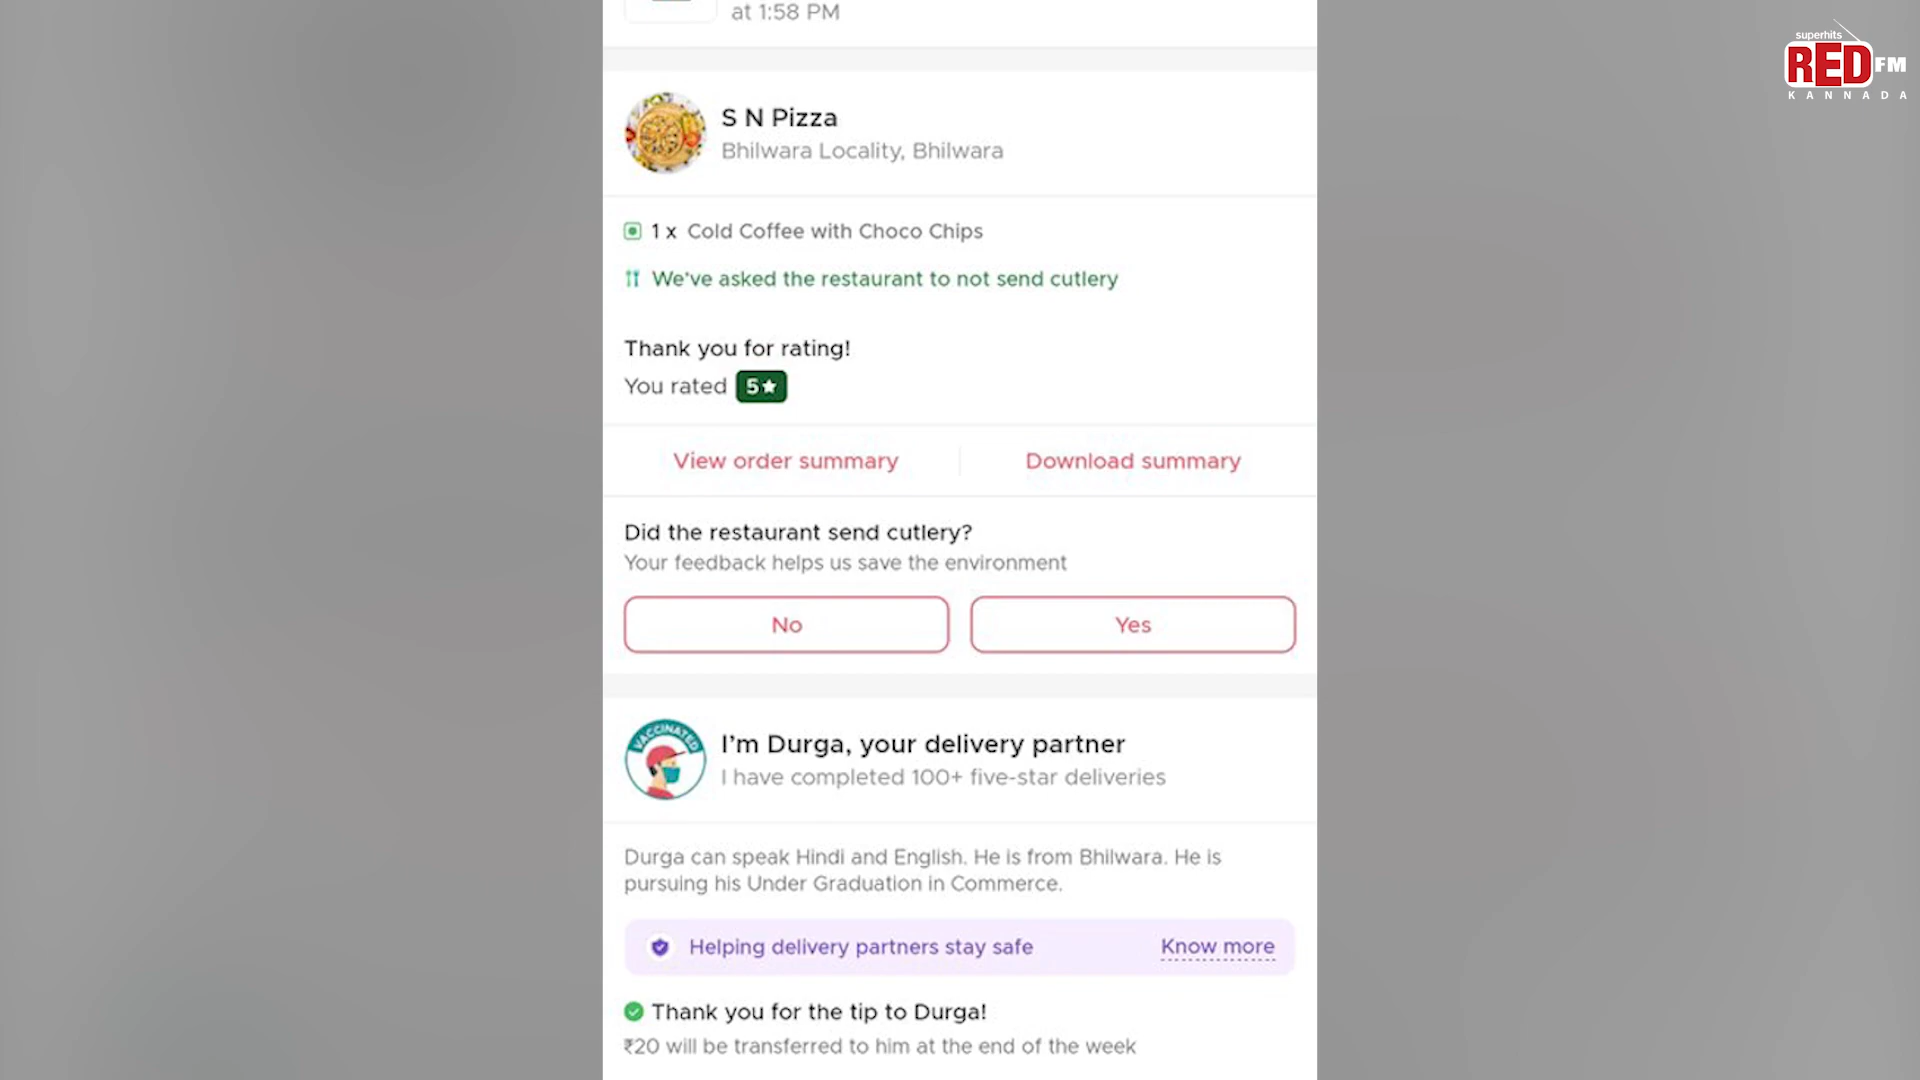 at 1:58 PM
superhits
RED FM
KANNADA
S N Pizza
Bhilwara Locality, Bhilwara
1 x Cold Coffee with Choco Chips
We've asked the restaurant to not send cutlery
Thank you for rating!
You rated 5★
View order summary
Download summary
Did the restaurant send cutlery?
Your feedback helps us save the environment
No
Yes
VACCINATED
I'm Durga, your delivery partner
I have completed 100+ five-star deliveries
Durga can speak Hindi and English. He is from Bhilwara. He is
pursuing his Under Graduation in Commerce.
Helping delivery partners stay safe
Know more
Thank you for the tip to Durga!
₹20 will be transferred to him at the end of the week